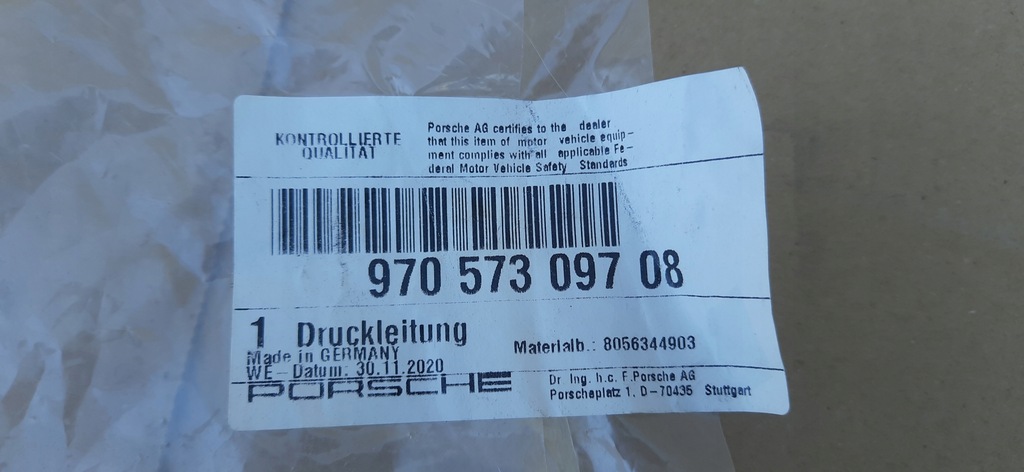 KONTROLLIERTE
QUALITAT
Porsche AG certifies to the dealer
that this item of motor vehicle equip-
ment complies with all applicable Fe-
deral Motor Vehicle Safety Standards
970 573 097 08
1 Druckleitung
Made in GERMANY
WE-Datum: 30.11.2020
Materialb.: 8056344903
PORSCHE
Dr Ing. h.c. F.Porsche AG
Porscheplatz 1, D-70435 Stuttgart